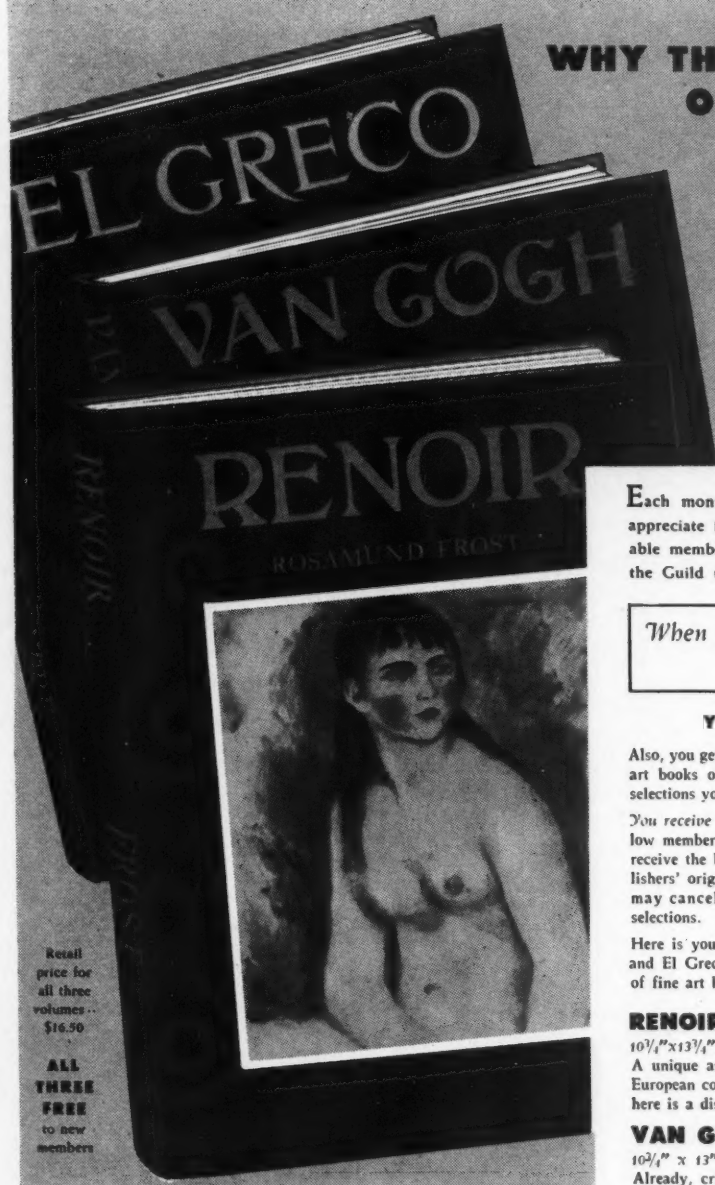 WHY TH
O
EL GRECO
VAN GOGH
RENOIR
ROSAMUND FROST
RENOIR
FROST
Retail
price for
all three
volumes--
$16.50
ALL
THREE
FREE
to new
members
Each mon
appreciate
able memb
the Guild
When
Y
Also, you ge
art books o
selections yo
You receive
low member
receive the
lishers' orig
may cancel
selections.
Here is you
and El Grec
of fine art
RENOIR
10¾"x13¾"
A unique a
European co
here is a di
VAN G
10¾" x 13"
Already, cr